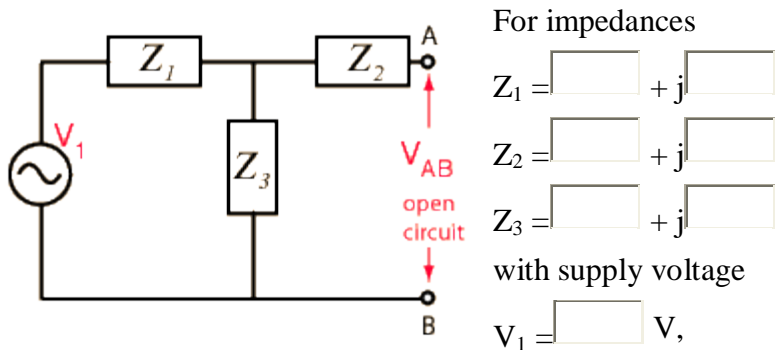 For impedances
Z1 = + j
Z2 = + j
Z3 = + j
with supply voltage
V1 = V,
Z1
Z2
A
V1
Z3
VAB
open
circuit
B